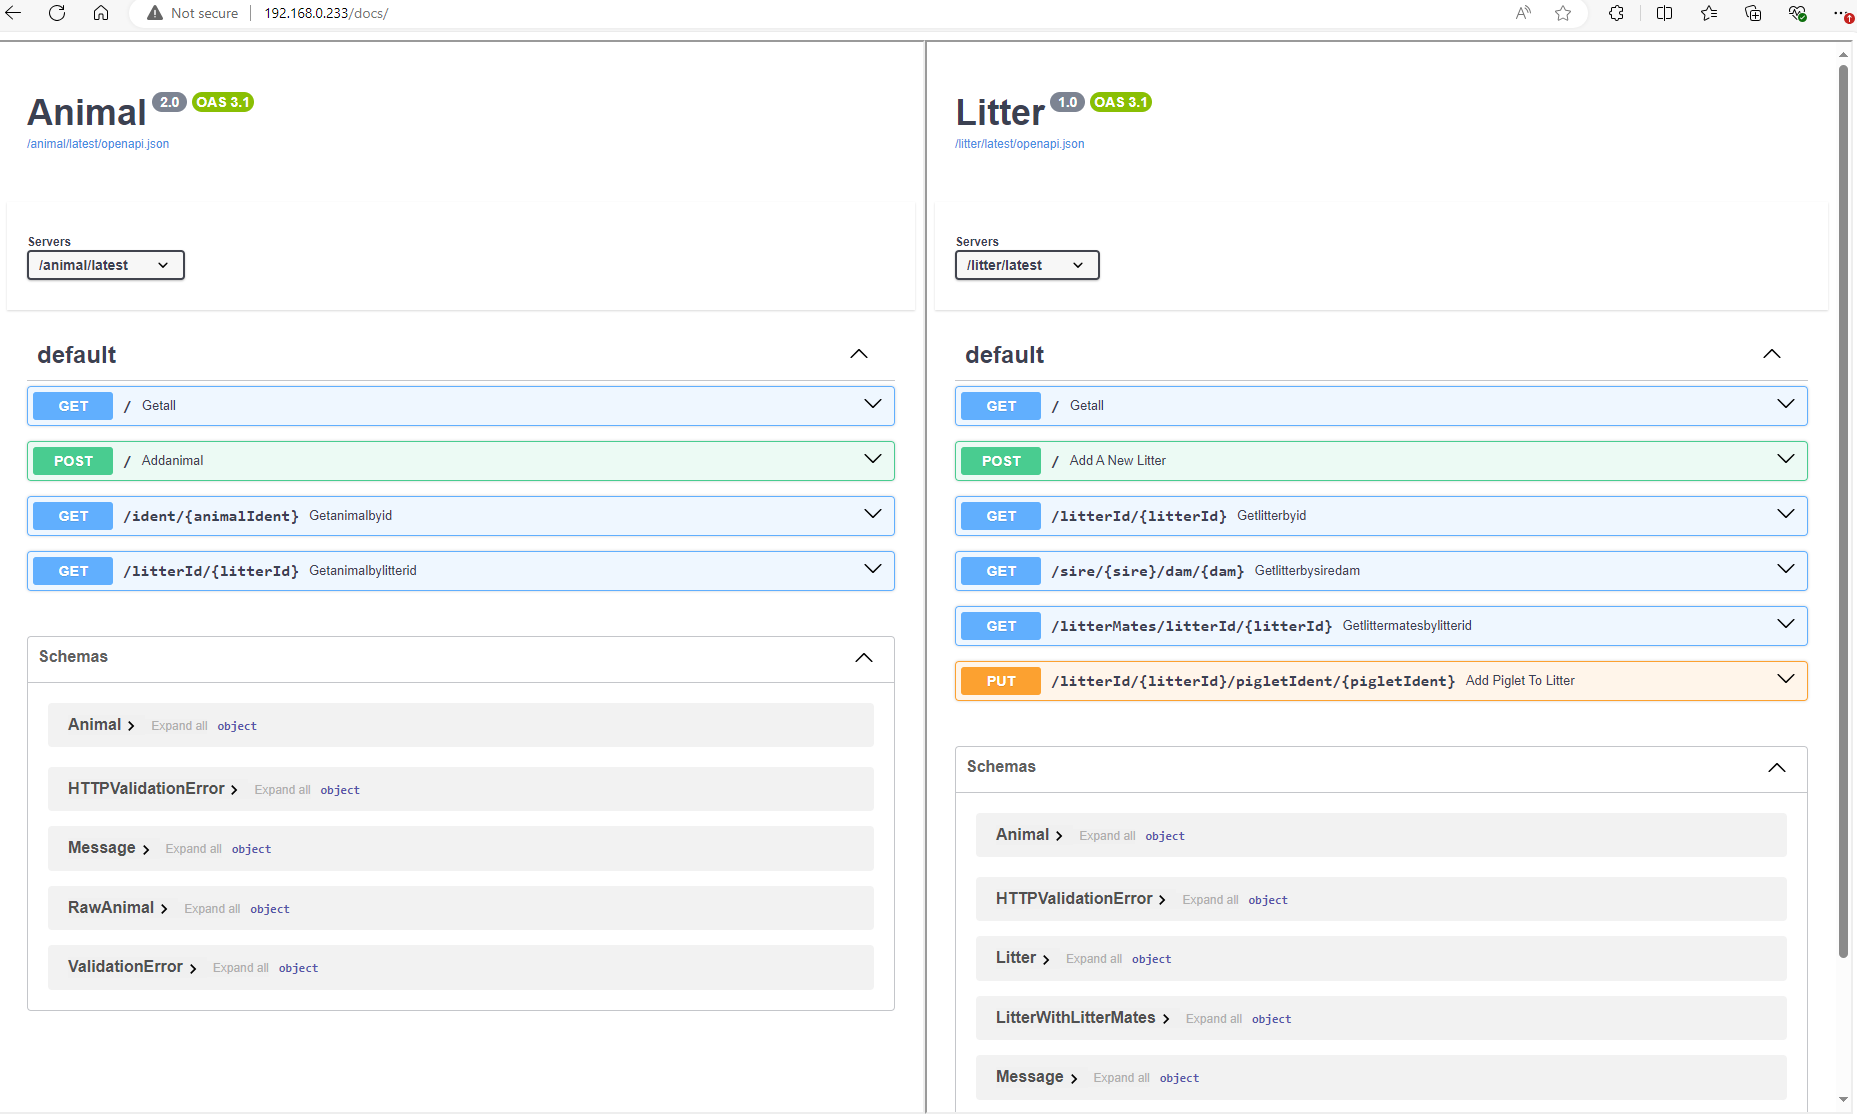 Not secure 192.168.0.233/docs/
Animal 2.0 OAS 3.1
/animal/latest/openapi.json
Servers
/animal/latest
default
GET / Getall
POST / Addanimal
GET /ident/{animalIdent} Getanimalbyid
GET /litterId/{litterId} Getanimalbylitterid
Schemas
Animal Expand all object
HTTPValidationError Expand all object
Message Expand all object
RawAnimal Expand all object
ValidationError Expand all object
Litter 1.0 OAS 3.1
/litter/latest/openapi.json
Servers
/litter/latest
default
GET / Getall
POST / Add A New Litter
GET /litterId/{litterId} Getlitterbyid
GET /sire/{sire}/dam/{dam} Getlitterbysiredam
GET /litterMates/litterId/{litterId} Getlittermatesbylitterid
PUT /litterId/{litterId}/pigletIdent/{pigletIdent} Add Piglet To Litter
Schemas
Animal Expand all object
HTTPValidationError Expand all object
Litter Expand all object
LitterWithLitterMates Expand all object
Message Expand all object